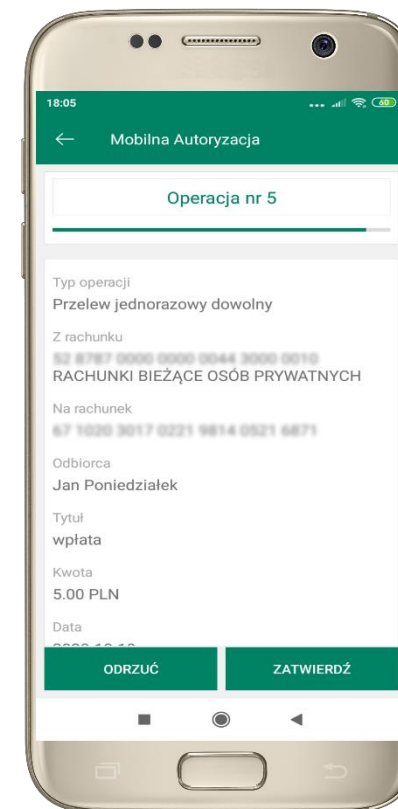 18:05
60
Mobilna Autoryzacja
Operacja nr 5
Typ operacji
Przelew jednorazowy dowolny
Z rachunku
RACHUNKI BIEŻĄCE OSÓB PRYWATNYCH
Na rachunek
Odbiorca
Jan Poniedziałek
Tytuł
wpłata
Kwota
5.00 PLN
Data
ODRZUĆ ZATWIERDŹ